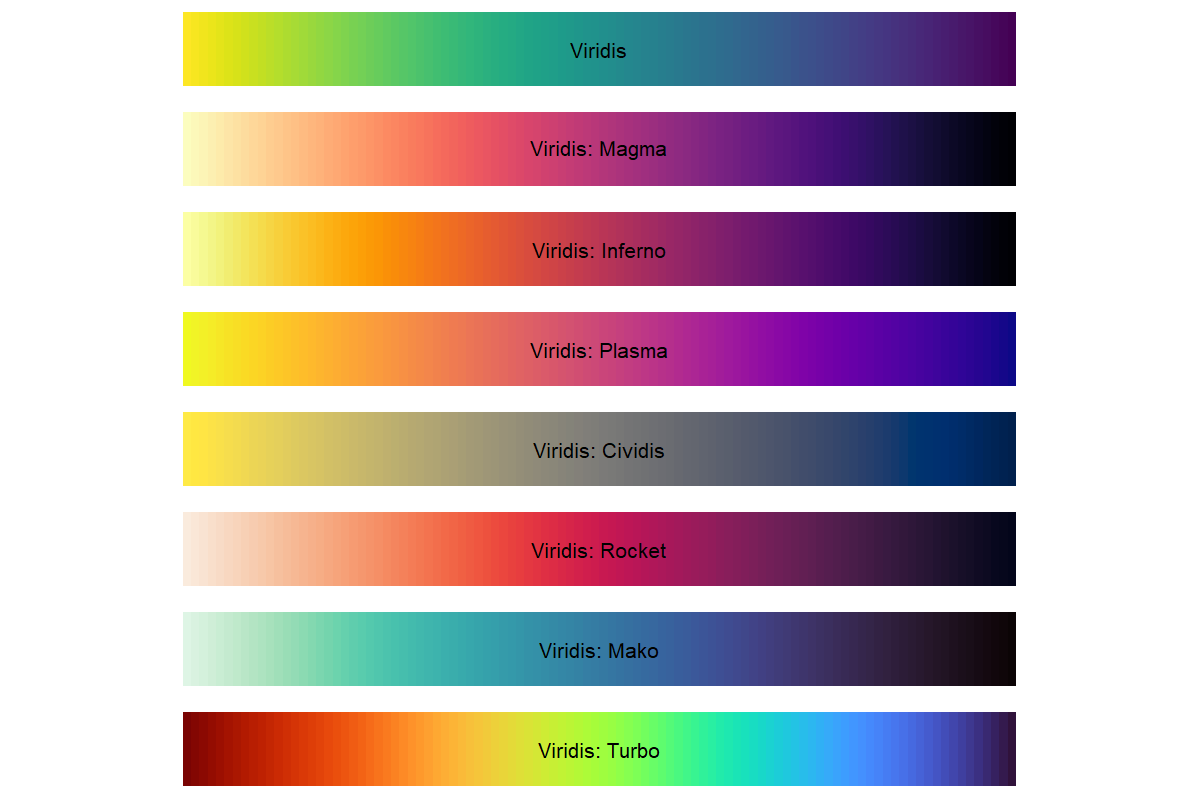 Viridis
Viridis: Magma
Viridis: Inferno
Viridis: Plasma
Viridis: Cividis
Viridis: Rocket
Viridis: Mako
Viridis: Turbo